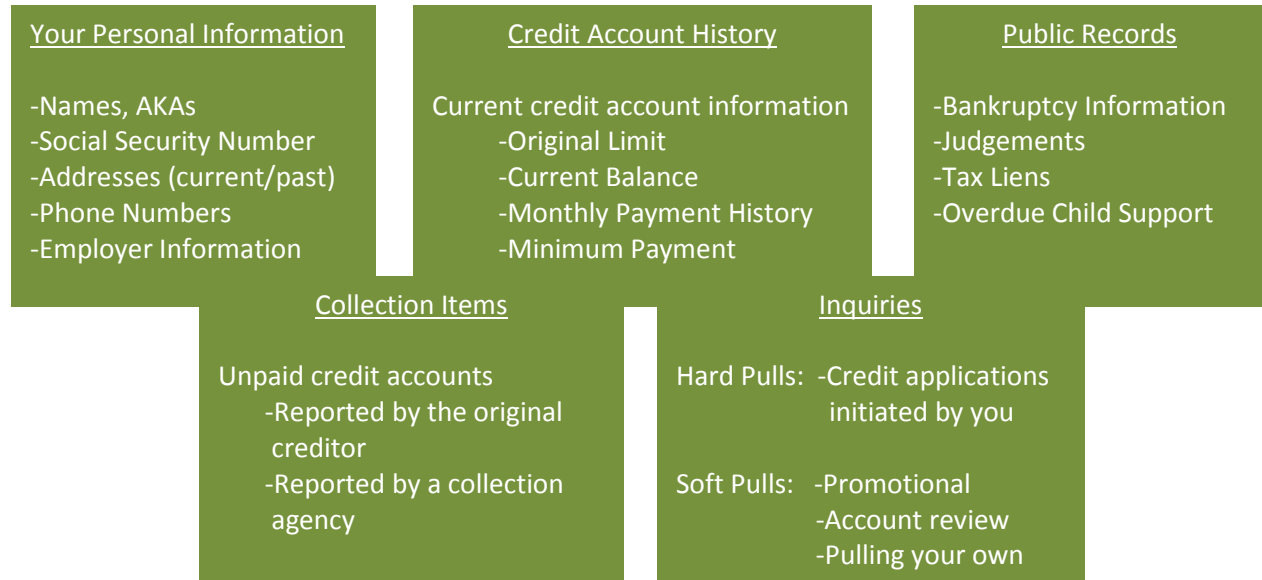 Your Personal Information
-Names, AKAs
-Social Security Number
-Addresses (current/past)
-Phone Numbers
-Employer Information
Credit Account History
Current credit account information
-Original Limit
-Current Balance
-Monthly Payment History
-Minimum Payment
Public Records
-Bankruptcy Information
-Judgements
-Tax Liens
-Overdue Child Support
Collection Items
Unpaid credit accounts
-Reported by the original
creditor
-Reported by a collection
agency
Inquiries
Hard Pulls: -Credit applications
initiated by you
Soft Pulls: -Promotional
-Account review
-Pulling your own